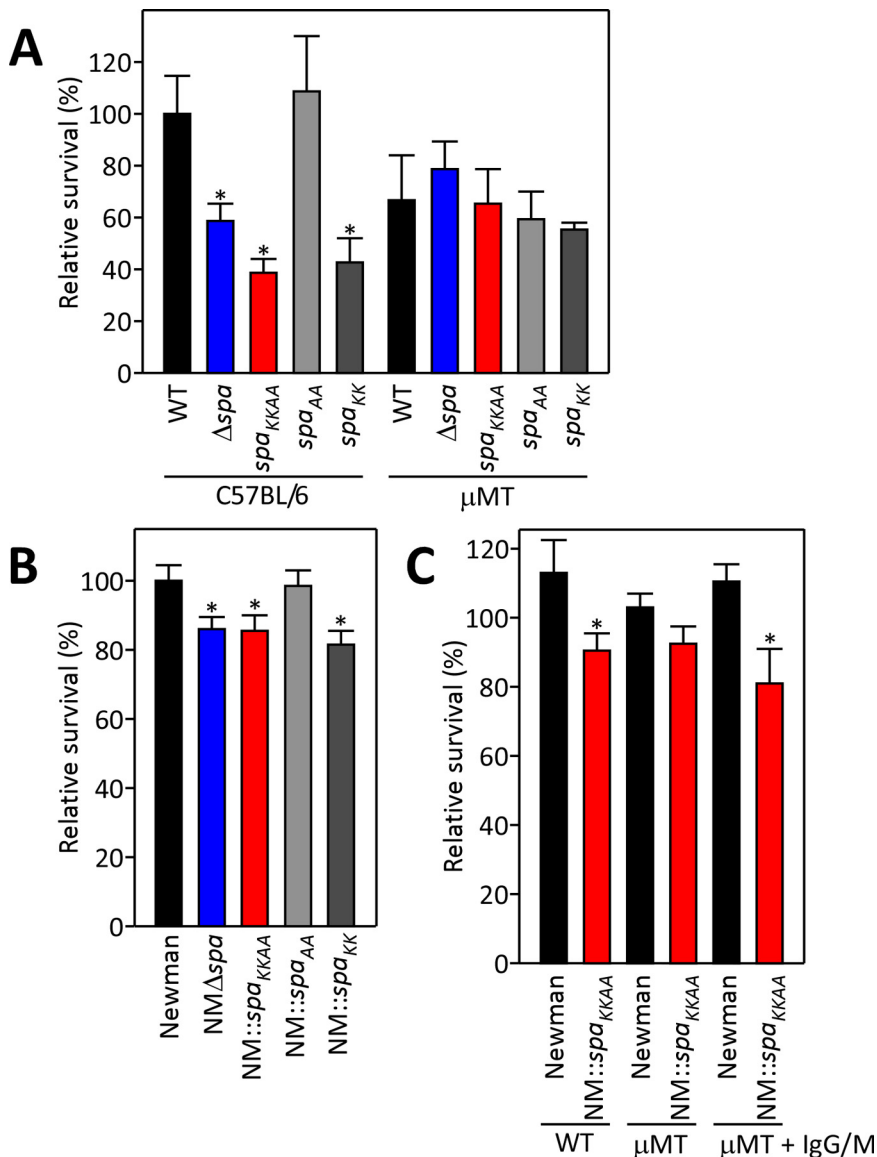 A
Relative survival (%)
120
100
80
60
40
20
0
* * *
WT
Δspa
spaKKAA
spaAA
spaKK
WT
Δspa
spaKKAA
spaAA
spaKK
C57BL/6
μMT
B
Relative survival (%)
100
80
60
40
20
0
* * *
Newman
NMΔspa
NM::spaKKAA
NM::spaAA
NM::spaKK
C
Relative survival (%)
120
100
80
60
40
20
0
* *
Newman
NM::spaKKAA
Newman
NM::spaKKAA
Newman
NM::spaKKAA
WT
μMT
μMT + IgG/M